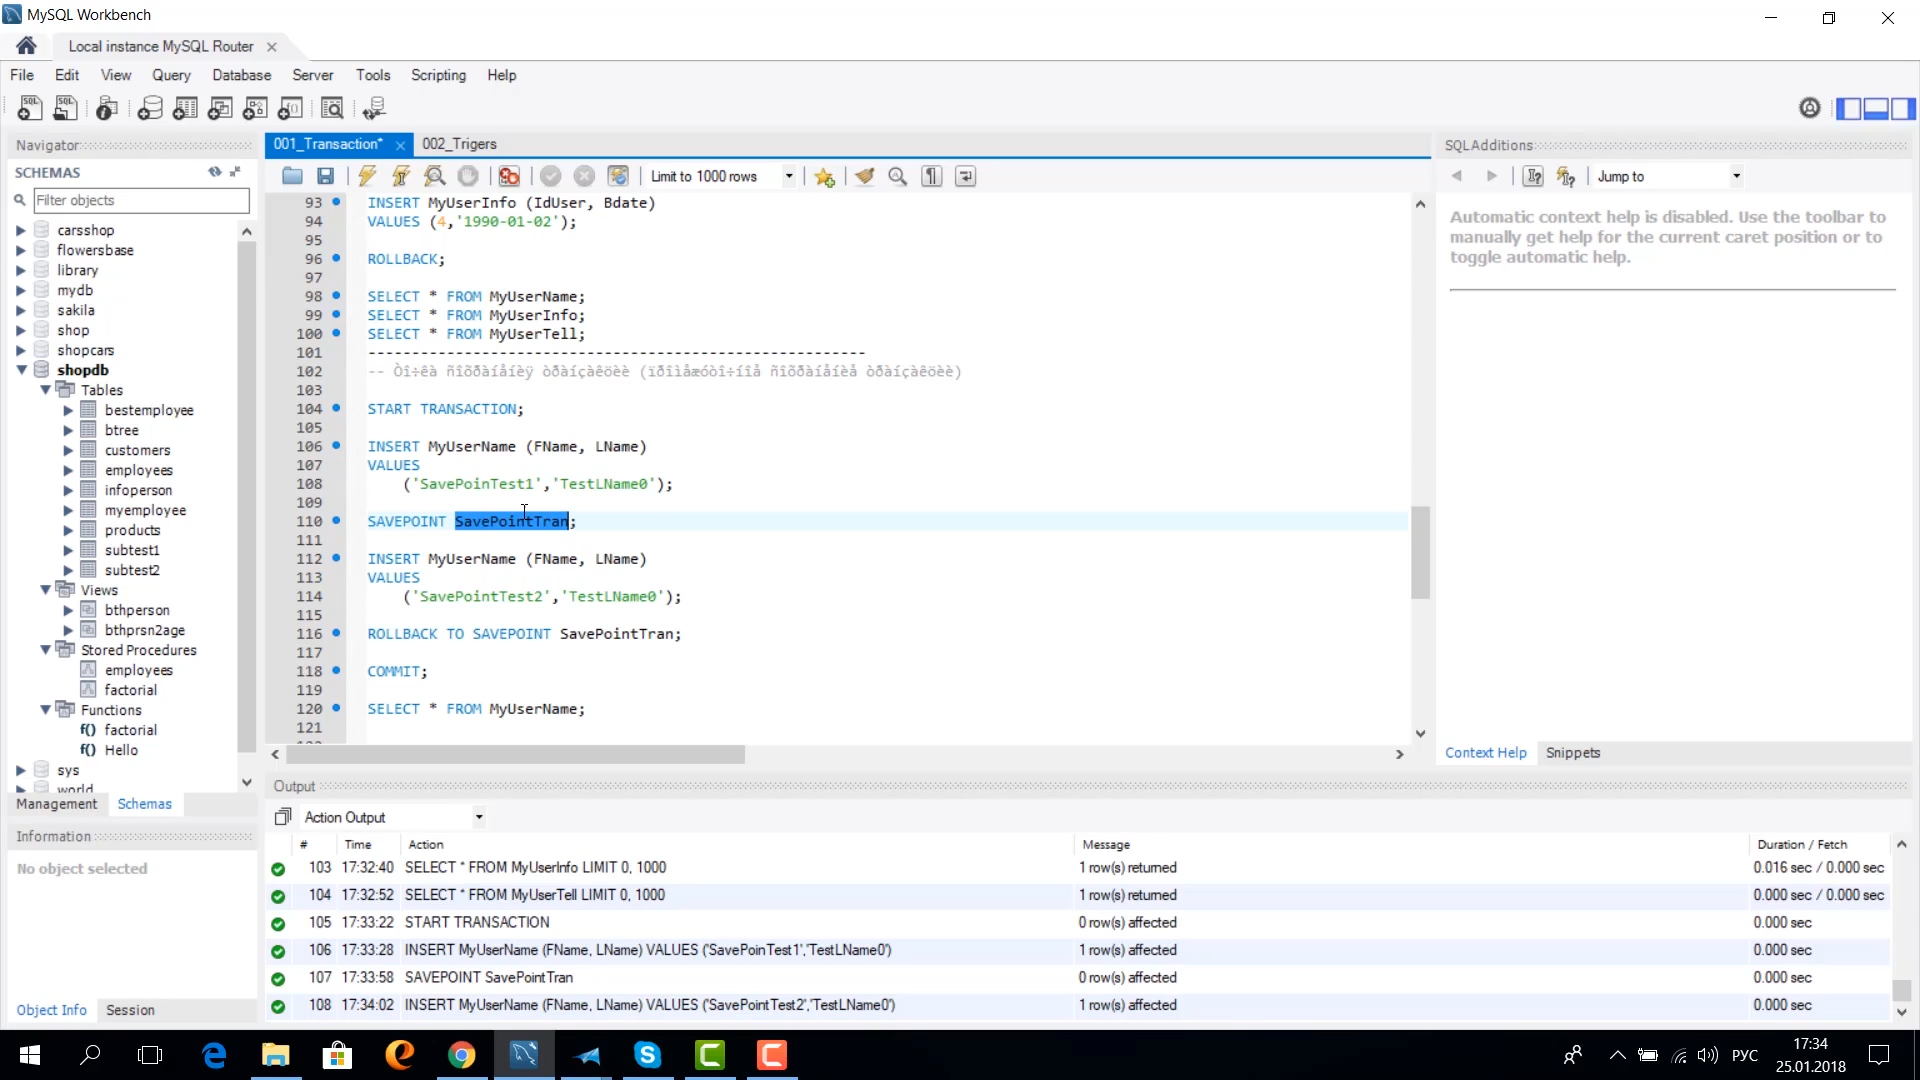 MySQL Workbench
Local instance MySQL Router
File Edit View Query Database Server Tools Scripting Help
Navigator
SCHEMAS
Filter objects
carsshop
flowersbase
library
mydb
sakila
shop
shopcars
shopdb
Tables
bestemployee
btree
customers
employees
infoperson
myemployee
products
subtest1
subtest2
Views
bthperson
bthprsn2age
Stored Procedures
employees
factorial
Functions
f() factorial
f() Hello
sys
world
Management Schemas
Information
No object selected
Object Info Session
001_Transaction* 002_Trigers
Limit to 1000 rows
93 INSERT MyUserInfo (IdUser, Bdate)
94 VALUES (4,'1990-01-02');
95
96 ROLLBACK;
97
98 SELECT * FROM MyUserName;
99 SELECT * FROM MyUserInfo;
100 SELECT * FROM MyUserTell;
101 ---------------------------------------------------------
102 -- Òî÷êà ñîõðàíåíèÿ òðàíçàêöèè (ïðîìåæóòî÷íîå ñîõðàíåíèå òðàíçàêöèè)
103
104 START TRANSACTION;
105
106 INSERT MyUserName (FName, LName)
107 VALUES
108 ('SavePoinTest1','TestLName0');
109
110 SAVEPOINT SavePointTran;
111
112 INSERT MyUserName (FName, LName)
113 VALUES
114 ('SavePointTest2','TestLName0');
115
116 ROLLBACK TO SAVEPOINT SavePointTran;
117
118 COMMIT;
119
120 SELECT * FROM MyUserName;
121
SQLAdditions
Jump to
Automatic context help is disabled. Use the toolbar to
manually get help for the current caret position or to
toggle automatic help.
Context Help Snippets
Output
Action Output
# Time Action Message Duration / Fetch
103 17:32:40 SELECT * FROM MyUserInfo LIMIT 0, 1000 1 row(s) returned 0.016 sec / 0.000 sec
104 17:32:52 SELECT * FROM MyUserTell LIMIT 0, 1000 1 row(s) returned 0.000 sec / 0.000 sec
105 17:33:22 START TRANSACTION 0 row(s) affected 0.000 sec
106 17:33:28 INSERT MyUserName (FName, LName) VALUES ('SavePoinTest1','TestLName0') 1 row(s) affected 0.000 sec
107 17:33:58 SAVEPOINT SavePointTran 0 row(s) affected 0.000 sec
108 17:34:02 INSERT MyUserName (FName, LName) VALUES ('SavePointTest2','TestLName0') 1 row(s) affected 0.000 sec
РУС
17:34
25.01.2018